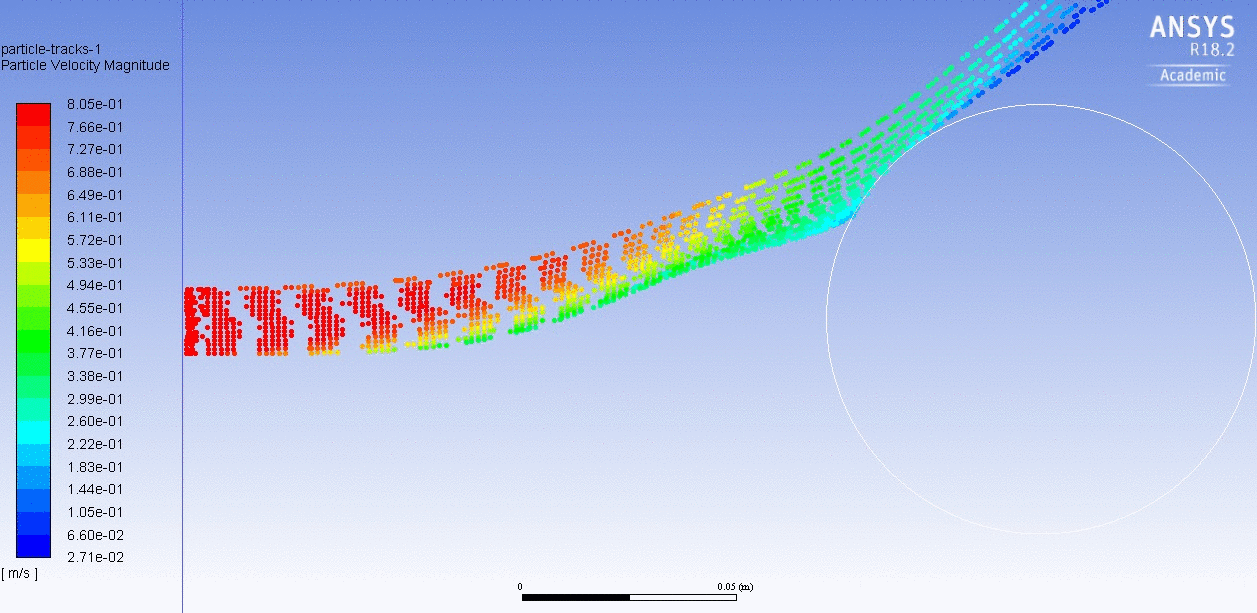 particle-tracks-1
Particle Velocity Magnitude
ANSYS
R18.2
Academic
8.05e-01
7.66e-01
7.27e-01
6.88e-01
6.49e-01
6.11e-01
5.72e-01
5.33e-01
4.94e-01
4.55e-01
4.16e-01
3.77e-01
3.38e-01
2.99e-01
2.60e-01
2.22e-01
1.83e-01
1.44e-01
1.05e-01
6.60e-02
2.71e-02
[ m/s ]
0 0.05 (m)